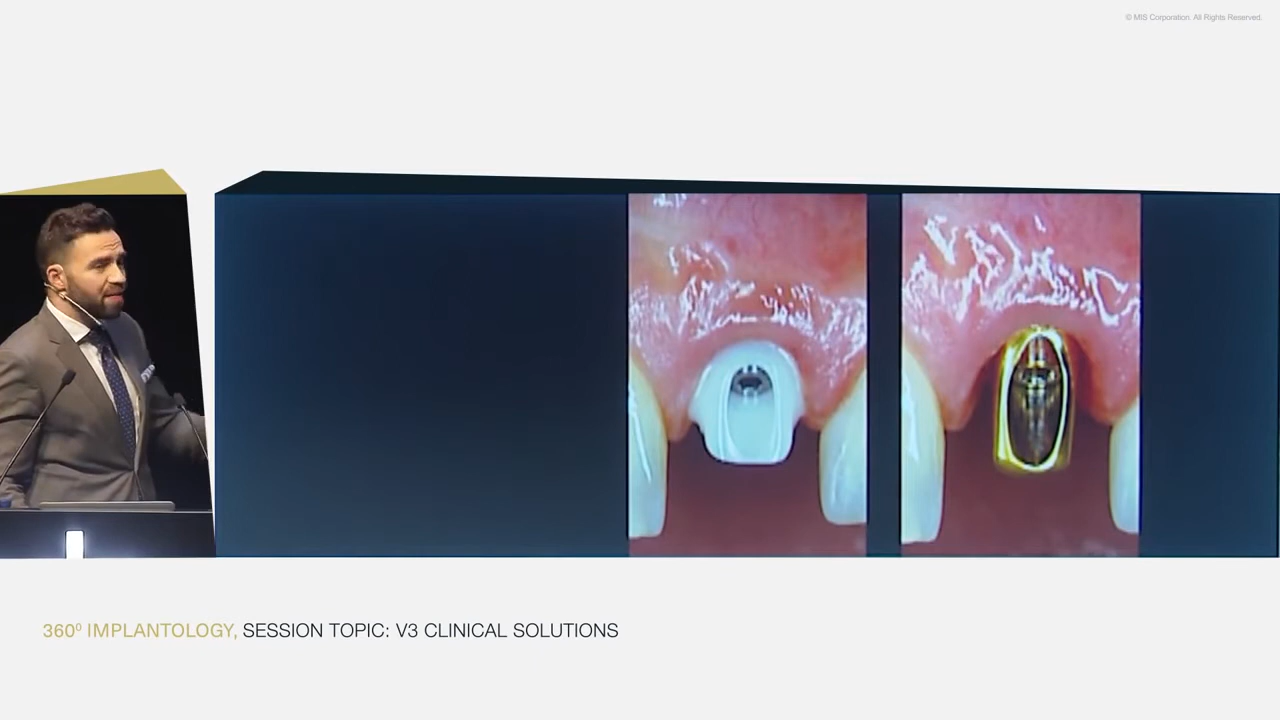 © MIS Corporation. All Rights Reserved.
360⁰ IMPLANTOLOGY, SESSION TOPIC: V3 CLINICAL SOLUTIONS